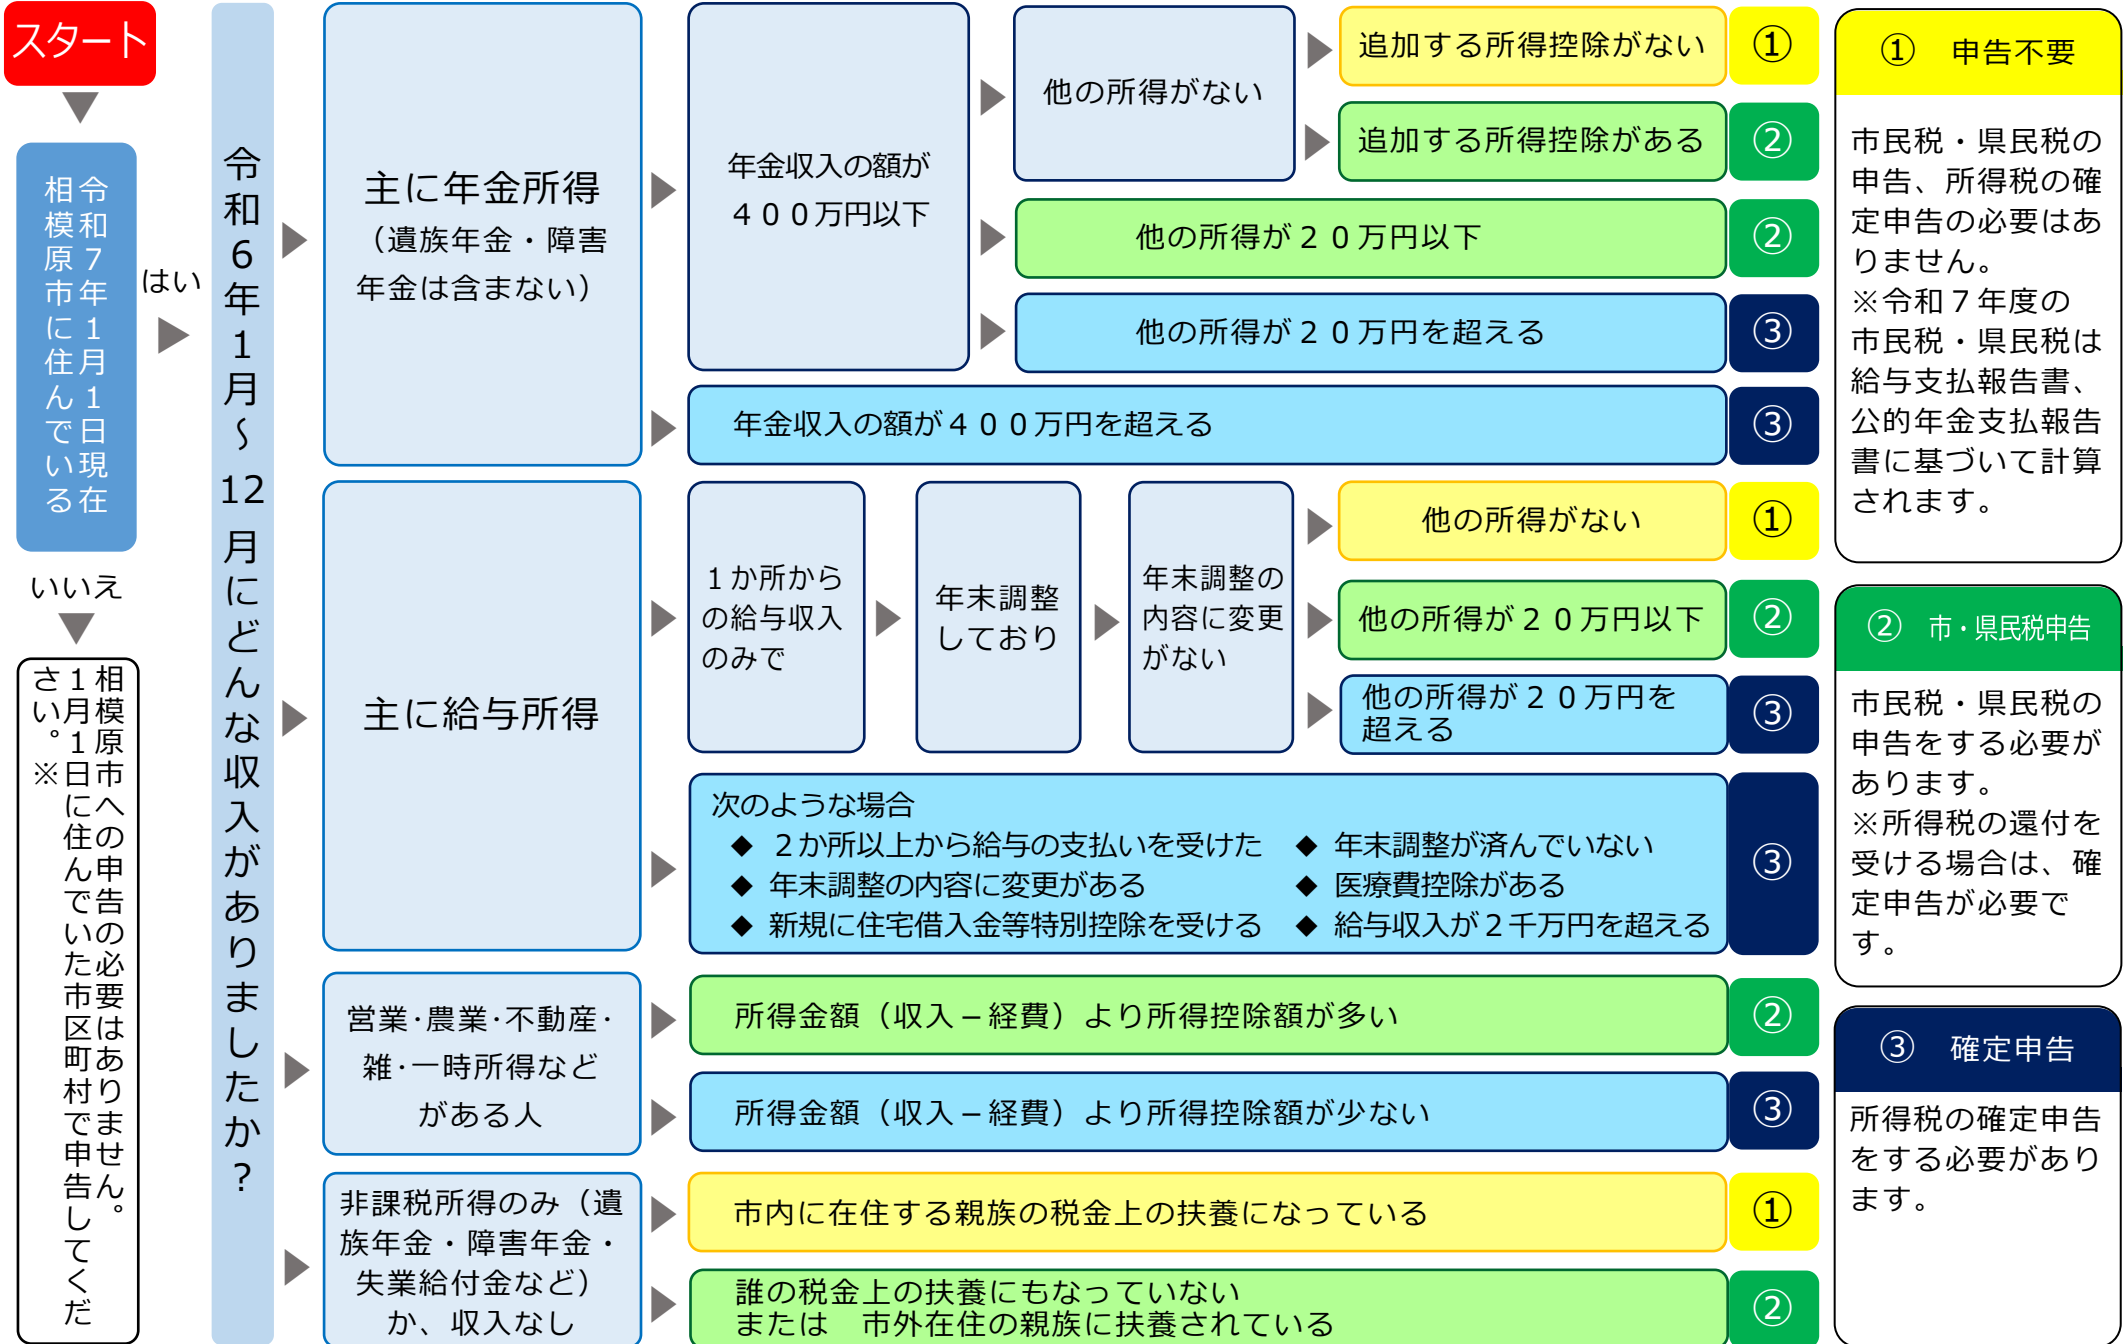 スタート
令和７年１月１日現在
相模原市に住んでいる
はい
いいえ
相模原市への申告の必要はありません。
１月１日に住んでいた市区町村で申告してくだ
さい。※
令和６年１月～12月にどんな収入がありましたか？
主に年金所得
（遺族年金・障害
年金は含まない）
年金収入の額が
４００万円以下
他の所得がない
追加する所得控除がない
①
追加する所得控除がある
②
他の所得が２０万円以下
②
他の所得が２０万円を超える
③
年金収入の額が４００万円を超える
③
主に給与所得
１か所から
の給与収入
のみで
年末調整
しており
年末調整の
内容に変更
がない
他の所得がない
①
他の所得が２０万円以下
②
他の所得が２０万円を
超える
③
次のような場合
◆ ２か所以上から給与の支払いを受けた ◆ 年末調整が済んでいない
◆ 年末調整の内容に変更がある ◆ 医療費控除がある
◆ 新規に住宅借入金等特別控除を受ける ◆ 給与収入が２千万円を超える
③
営業･農業･不動産･
雑･一時所得など
がある人
所得金額（収入－経費）より所得控除額が多い
②
所得金額（収入－経費）より所得控除額が少ない
③
非課税所得のみ（遺
族年金・障害年金・
失業給付金など）
か、収入なし
市内に在住する親族の税金上の扶養になっている
①
誰の税金上の扶養にもなっていない
または　市外在住の親族に扶養されている
②
①　申告不要
市民税・県民税の
申告、所得税の確
定申告の必要はあ
りません。
※令和７年度の
市民税・県民税は
給与支払報告書、
公的年金支払報告
書に基づいて計算
されます。
②　市・県民税申告
市民税・県民税の
申告をする必要が
あります。
※所得税の還付を
受ける場合は、確
定申告が必要で
す。
③　確定申告
所得税の確定申告
をする必要があり
ます。